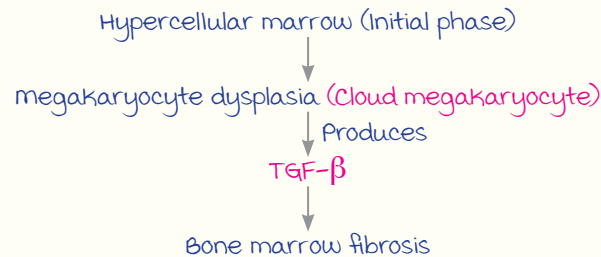 Hypercellular marrow (Initial phase)
megakaryocyte dysplasia (Cloud megakaryocyte)
Produces
TGF-β
Bone marrow fibrosis